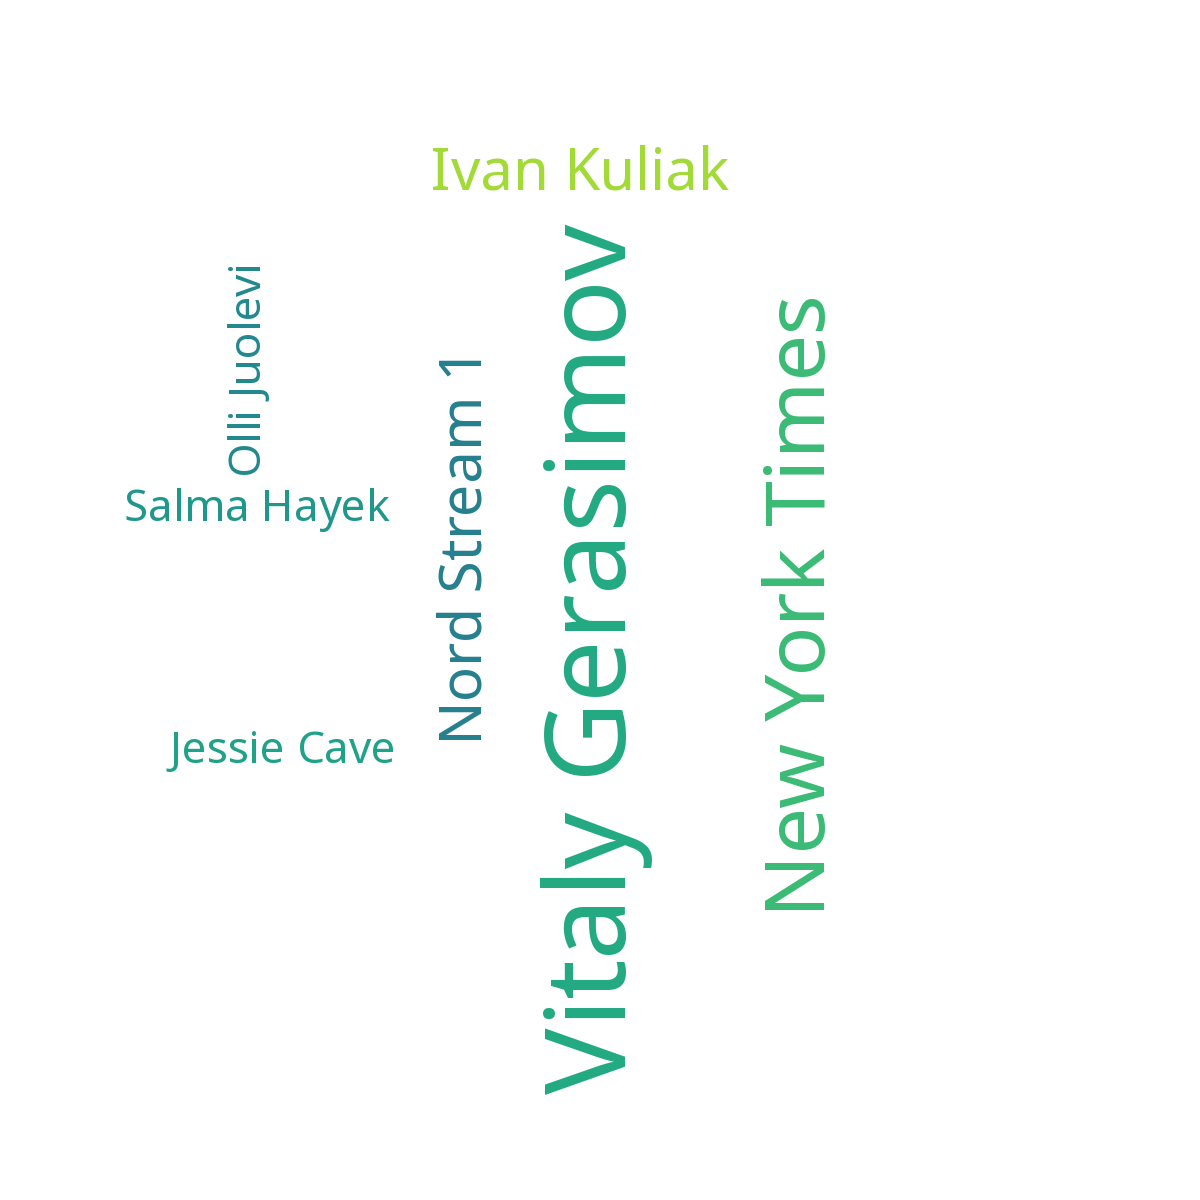 Ivan Kuliak
Olli Juolevi
Salma Hayek
Nord Stream 1
Vitaly Gerasimov
New York Times
Jessie Cave